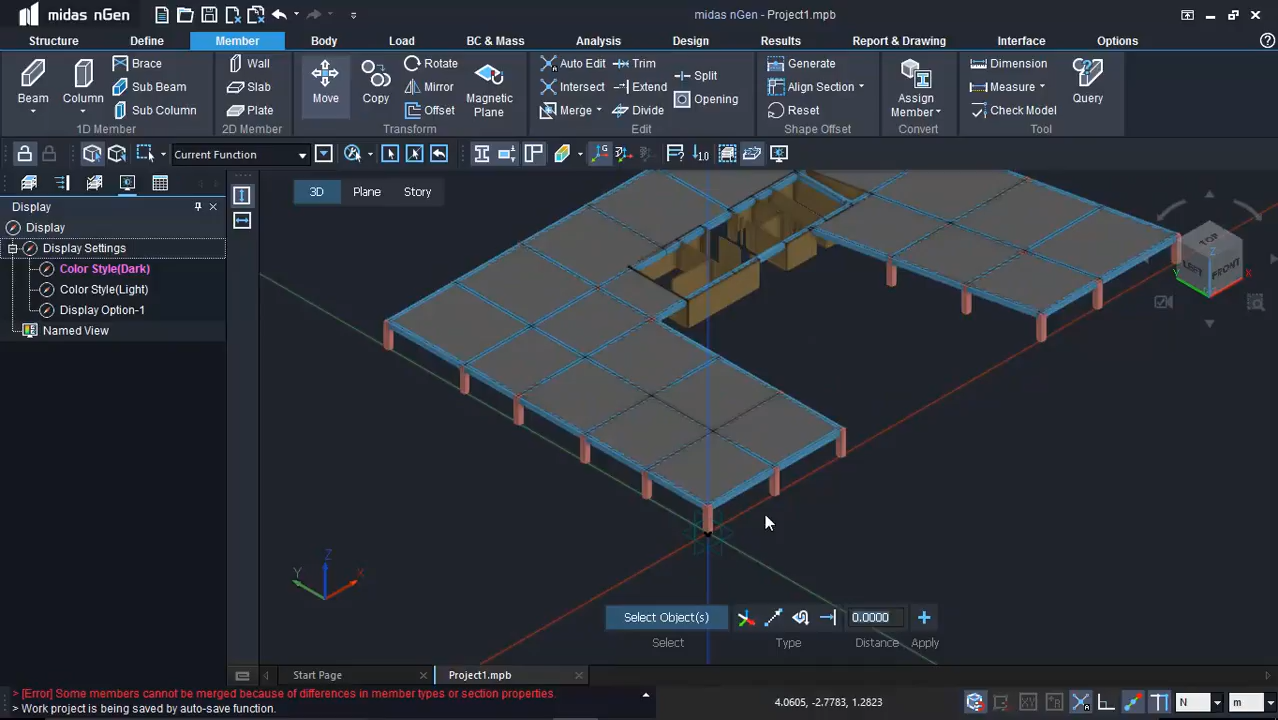 midas nGen
midas nGen - Project1.mpb
Structure
Define
Member
Body
Load
BC & Mass
Analysis
Design
Results
Report & Drawing
Interface
Options
Beam
Column
Brace
Sub Beam
Sub Column
1D Member
Wall
Slab
Plate
2D Member
Move
Copy
Rotate
Mirror
Offset
Magnetic
Plane
Transform
Auto Edit
Intersect
Merge
Trim
Extend
Divide
Split
Opening
Edit
Generate
Align Section
Reset
Shape Offset
Assign
Member
Convert
Dimension
Measure
Check Model
Query
Tool
Current Function
3D
Plane
Story
Display
Display
Display Settings
Color Style(Dark)
Color Style(Light)
Display Option-1
Named View
TOP
LEFT
FRONT
Z
Y
X
Z
Y
X
Select Object(s)
0.0000
Select
Type
Distance
Apply
Start Page
Project1.mpb
> [Error] Some members cannot be merged because of differences in member types or section properties.
> Work project is being saved by auto-save function.
4.0605, -2.7783, 1.2823
N
m